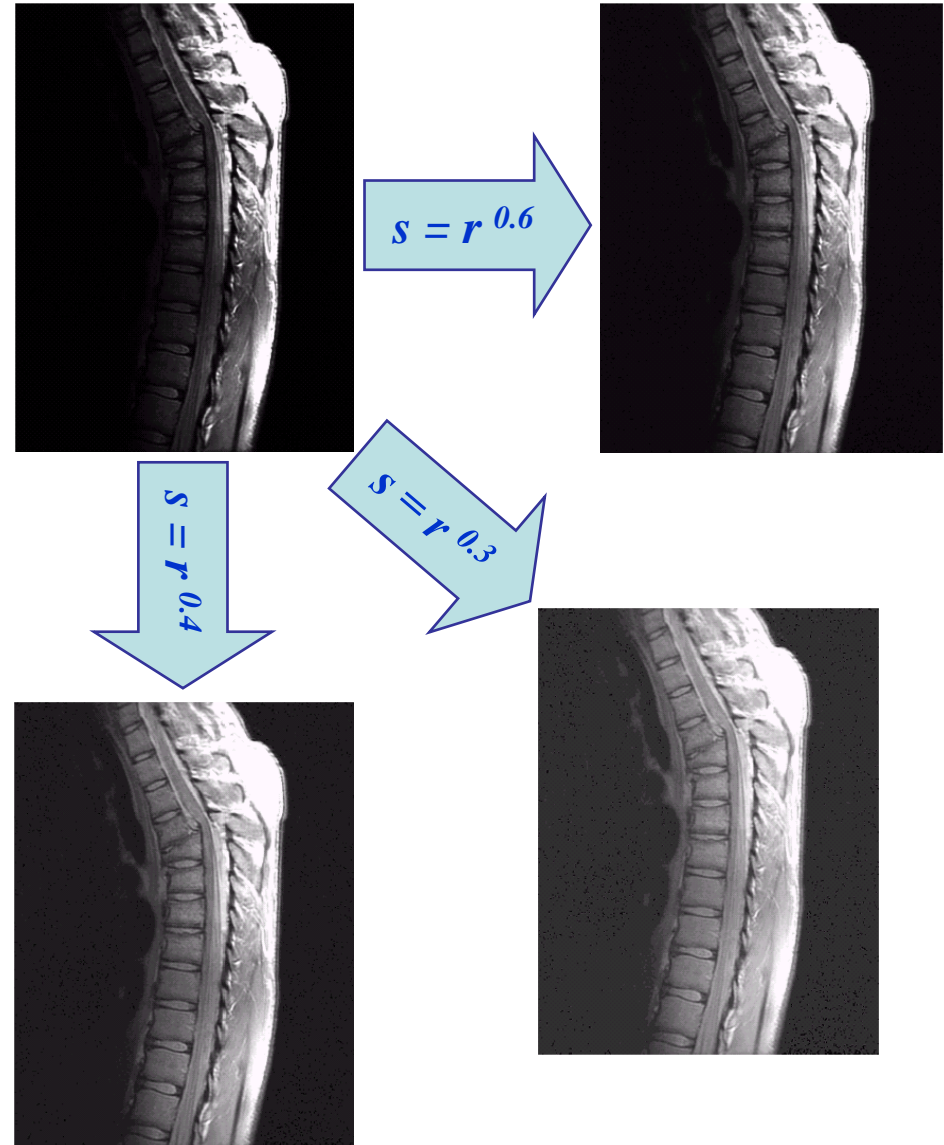 s = r 0.6
s = r 0.3
s = r 0.4